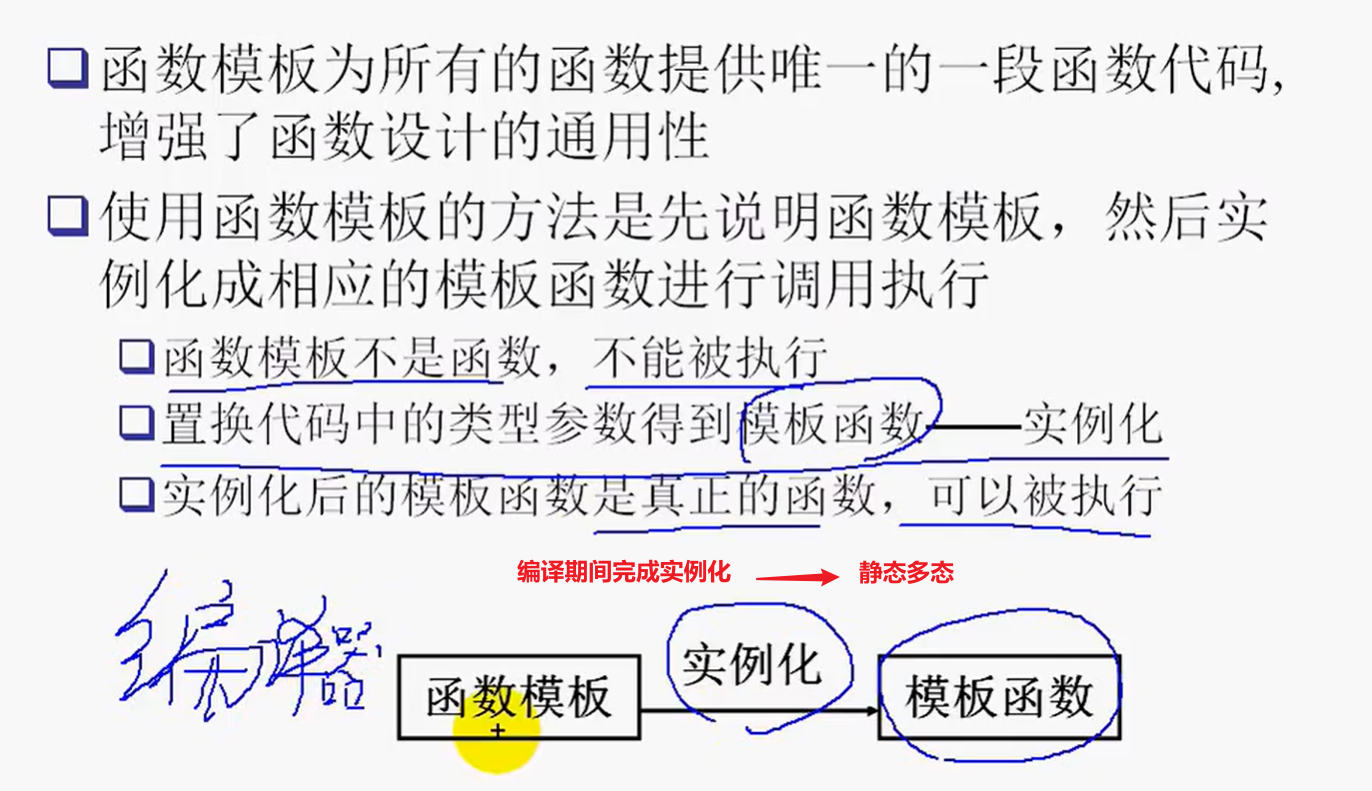 函数模板为所有的函数提供唯一的一段函数代码,
增强了函数设计的通用性
使用函数模板的方法是先说明函数模板，然后实
例化成相应的模板函数进行调用执行
函数模板不是函数，不能被执行
置换代码中的类型参数得到模板函数——实例化
实例化后的模板函数是真正的函数，可以被执行
编译期间完成实例化 静态多态
编译器
实例化
函数模板 模板函数